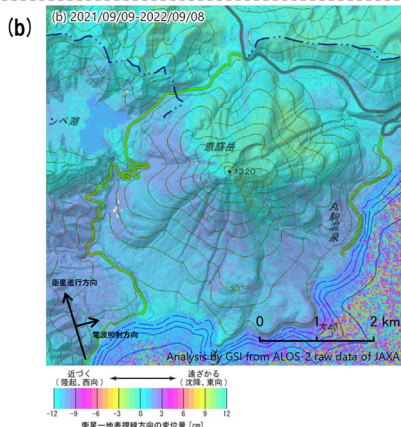 (b)
(b) 2021/09/09-2022/09/08
ンベ湖
恵庭岳
1320
丸駒温泉
500
衛星進行方向
電波照射方向
0 1 2 km
Analysis by GSI from ALOS-2 raw data of JAXA
近づく
(隆起、西向)
遠ざかる
(沈降、東向)
-12 -9 -6 -3 0 3 6 9 12
衛星-地表視線方向の変位量 [cm]